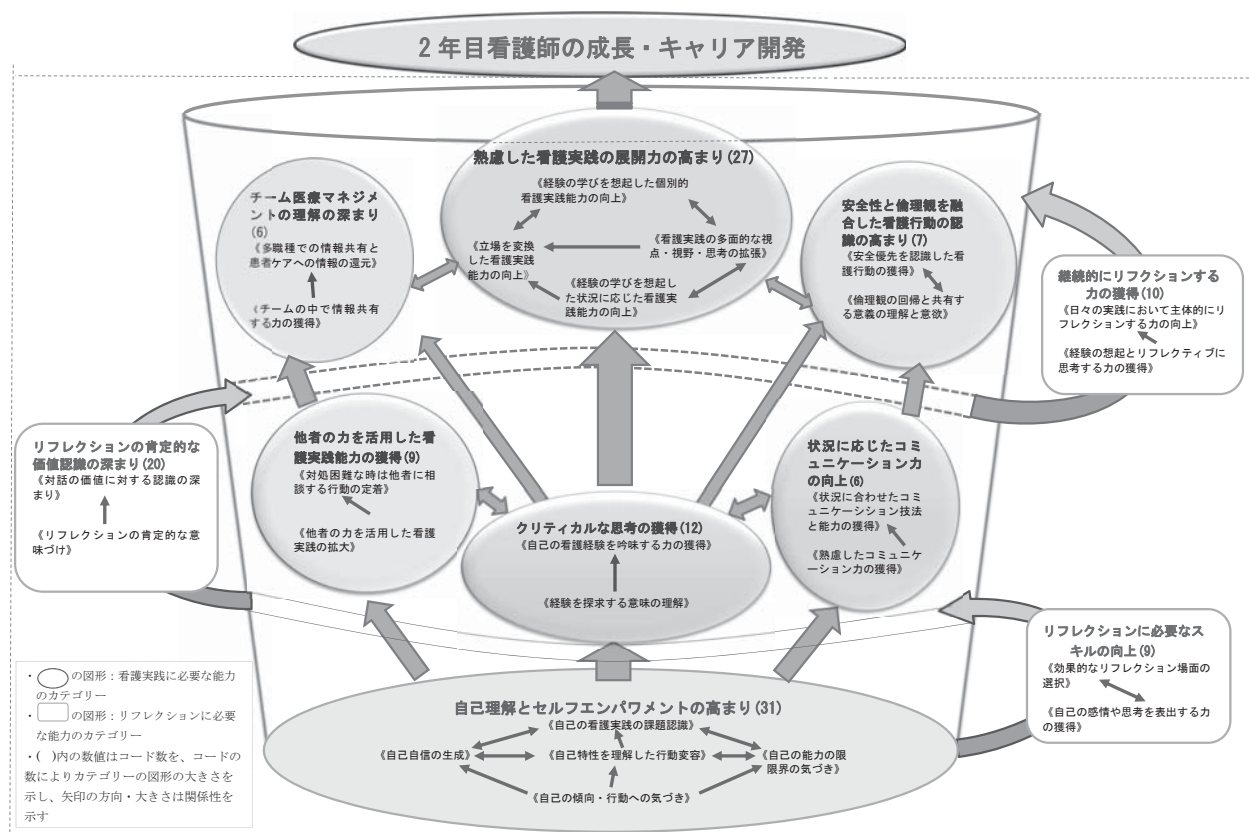 2年目看護師の成長・キャリア開発
熟慮した看護実践の展開力の高まり(27)
《経験の学びを想起した個別的
看護実践能力の向上》
《立場を変換
した看護実践
能力の向上》
《看護実践の多面的な視
点・視野・思考の拡張》
《経験の学びを想起し
た状況に応じた看護実
践能力の向上》
チーム医療マネジメ
ントの理解の深まり
(6)
《多職種での情報共有と
患者ケアへの情報の還元》
《チームの中で情報共有
する力の獲得》
安全性と倫理観を融
合した看護行動の認
識の高まり(7)
《安全優先を認識した看
護行動の獲得》
《倫理観の回帰と共有す
る意義の理解と意欲》
継続的にリフクションする
力の獲得(10)
《日々の実践において主体的にリ
フレクションする力の向上》
《経験の想起とリフレクティブに
思考する力の獲得》
リフレクションの肯定的な
価値認識の深まり(20)
《対話の価値に対する認識の深
まり》
《リフレクションの肯定的な意
味づけ》
他者の力を活用した看
護実践能力の獲得(9)
《対処困難な時は他者に相
談する行動の定着》
《他者の力を活用した看護
実践の拡大》
クリティカルな思考の獲得(12)
《自己の看護経験を吟味する力の獲得》
《経験を探求する意味の理解》
状況に応じたコミ
ュニケーション力
の向上(6)
《状況に合わせたコミ
ュニケーシション技法
と能力の獲得》
《熟慮したコミュニケ
ーション力の獲得》
リフレクションに必要なス
キルの向上(9)
《効果的なリフレクション場面の
選択》
《自己の感情や思考を表出する力
の獲得》
自己理解とセルフエンパワメントの高まり(31)
《自己の看護実践の課題認識》
《自己自信の生成》
《自己特性を理解した行動変容》
《自己の能力の限
限界の気づき》
《自己の傾向・行動への気づき》
・ の図形：看護実践に必要な能力
のカテゴリー
・ の図形：リフレクションに必要
な能力のカテゴリー
・( )内の数値はコード数を、コードの
数によりカテゴリーの図形の大きさを
示し、矢印の方向・大きさは関係性を
示す